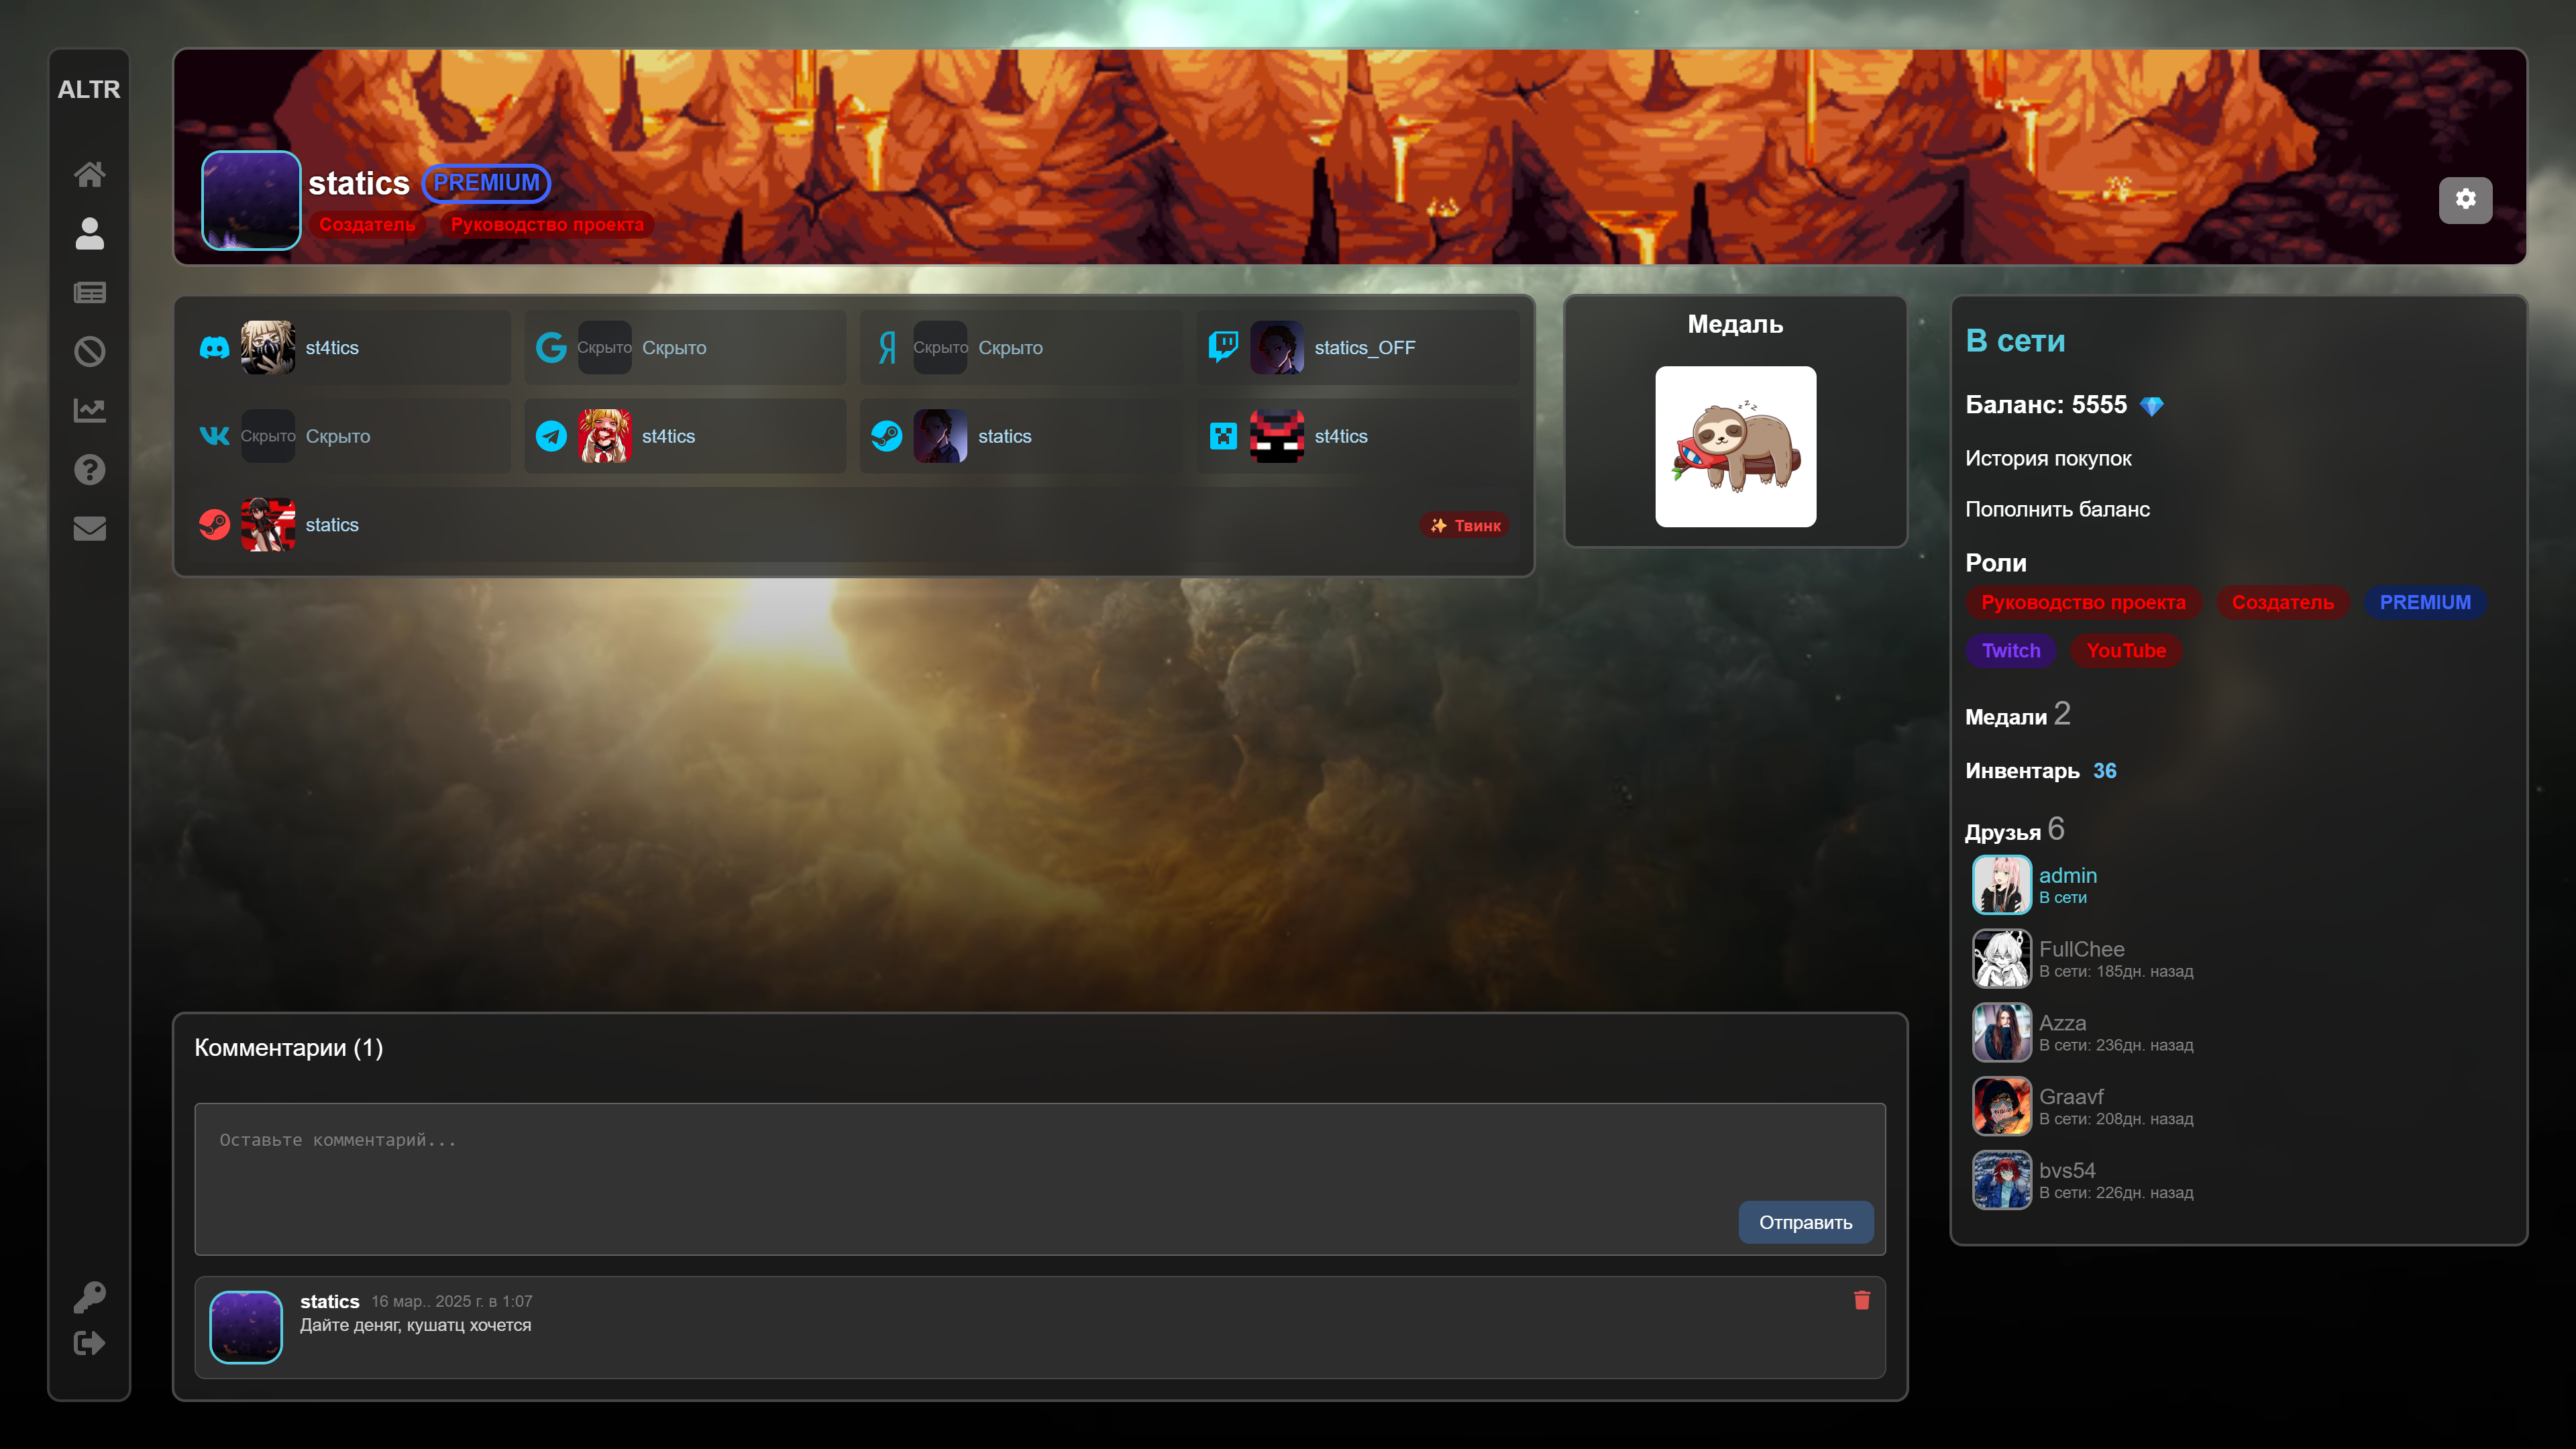 ALTR
statics PREMIUM
Создатель Руководство проекта
st4tics
Скрыто Скрыто
Скрыто Скрыто
statics_OFF
Скрыто Скрыто
st4tics
statics
st4tics
statics
✨ Твинк
Медаль
z z z
В сети
Баланс: 5555
История покупок
Пополнить баланс
Роли
Руководство проекта Создатель PREMIUM
Twitch YouTube
Медали 2
Инвентарь 36
Друзья 6
admin
В сети
FullChee
В сети: 185дн. назад
Azza
В сети: 236дн. назад
Graavf
В сети: 208дн. назад
bvs54
В сети: 226дн. назад
Комментарии (1)
Оставьте комментарий...
Отправить
statics 16 мар.. 2025 г. в 1:07
Дайте деняг, кушатц хочется